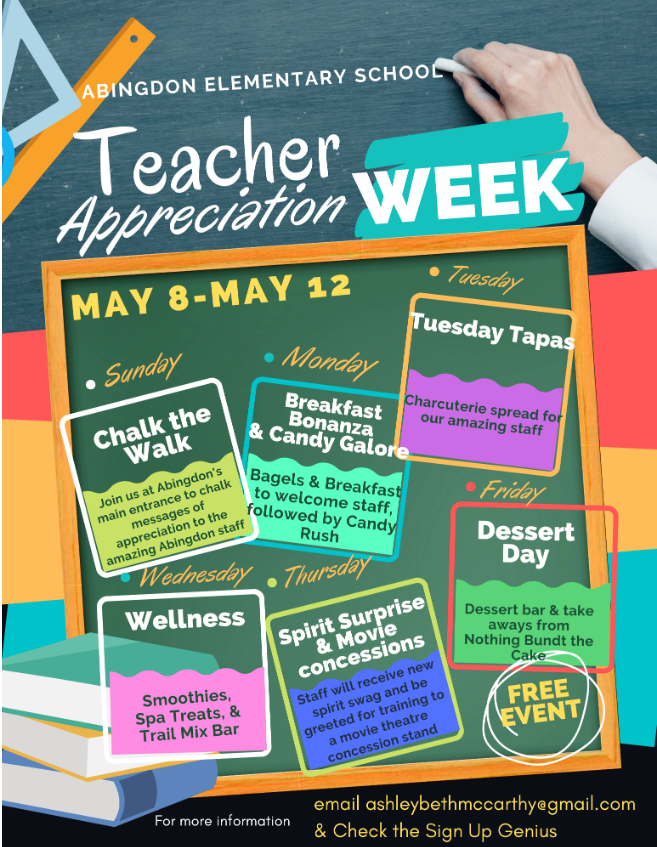 ABINGDON ELEMENTARY SCHOOL
Teacher
Appreciation
WEEK
MAY 8-MAY 12
Sunday
Chalk the
Walk
Join us at Abingdon's
main entrance to chalk
messages of
appreciation to the
amazing Abingdon staff
Monday
Breakfast
Bonanza
& Candy Galore
Bagels & Breakfast
to welcome staff,
followed by Candy
Rush
Tuesday
Tuesday Tapas
Charcuterie spread for
our amazing staff
Wednesday
Wellness
Smoothies,
Spa Treats, &
Trail Mix Bar
Thursday
Spirit Surprise
& Movie
concessions
Staff will receive new
spirit swag and be
greeted for training to
a movie theatre
concession stand
Friday
Dessert
Day
Dessert bar & take
aways from
Nothing Bundt the
Cake
FREE
EVENT
For more information
email ashleybethmccarthy@gmail.com
& Check the Sign Up Genius